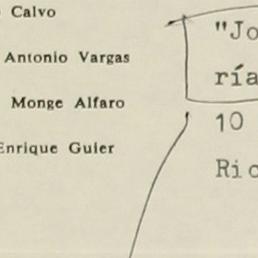 Calvo
Antonio Vargas
Monge Alfaro
Enrique Guier
"Jo
ría
10
Ric